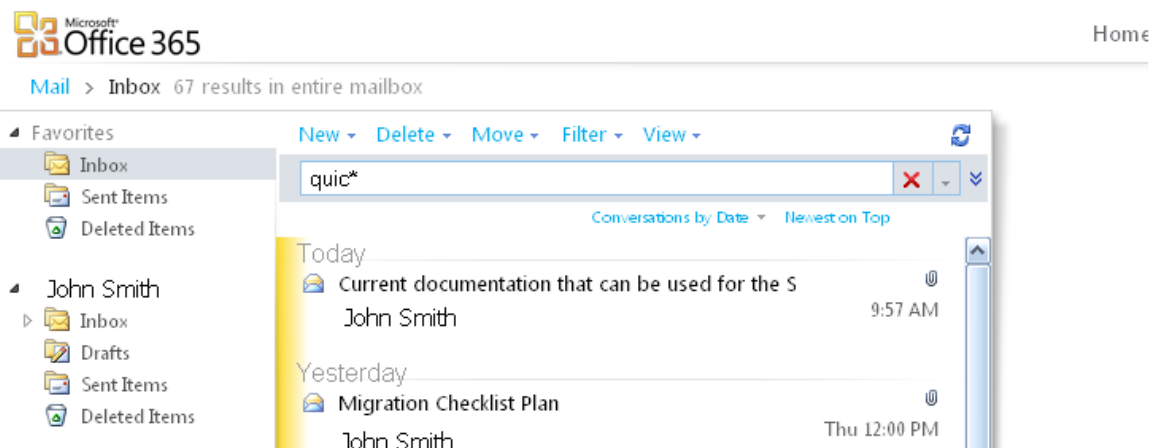 Microsoft®
Office 365
Home
Mail > Inbox 67 results in entire mailbox
Favorites
Inbox
Sent Items
Deleted Items
John Smith
Inbox
Drafts
Sent Items
Deleted Items
New Delete Move Filter View
quic*
Conversations by Date Newest on Top
Today
Current documentation that can be used for the S
John Smith 9:57 AM
Yesterday
Migration Checklist Plan
John Smith Thu 12:00 PM